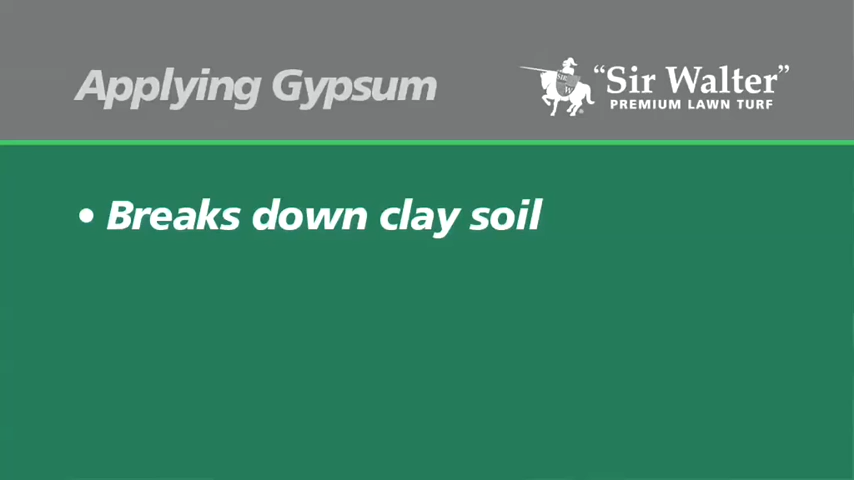 Applying Gypsum
“Sir Walter”
PREMIUM LAWN TURF
• Breaks down clay soil